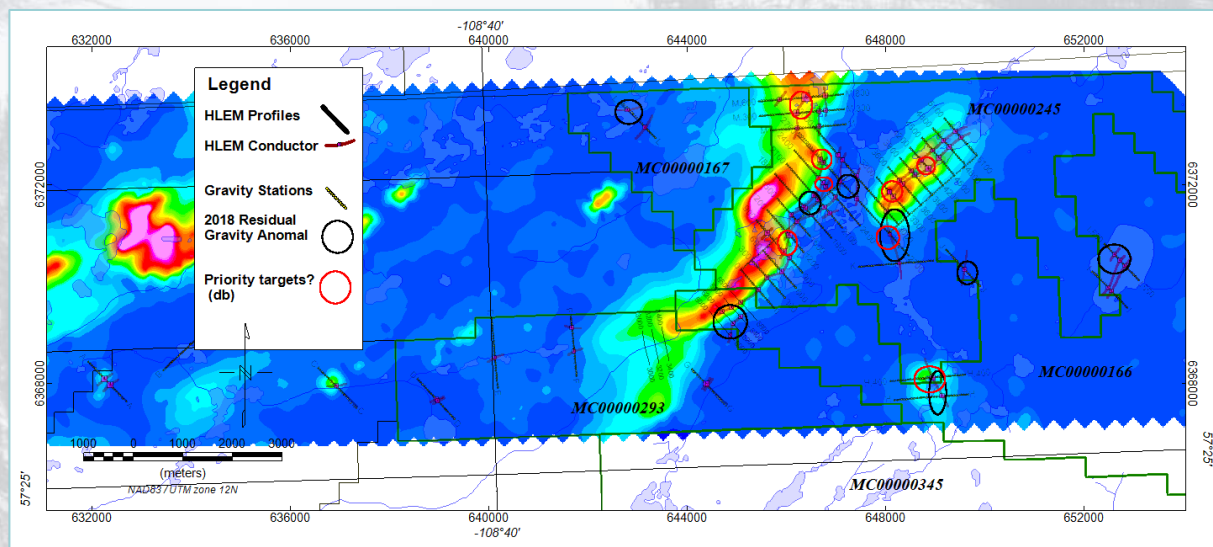 -108°40'
632000
636000
640000
644000
648000
652000
Legend
HLEM Profiles
HLEM Conductor
Gravity Stations
2018 Residual
Gravity Anomal
Priority targets?
(db)
MC00000245
MC00000167
6372000
6372000
MC00000166
6368000
6368000
MC00000293
N
1000
0
1000
2000
3000
(meters)
NAD83 / UTM zone 12N
57°25'
57°25'
MC00000345
632000
636000
640000
644000
648000
652000
-108°40'